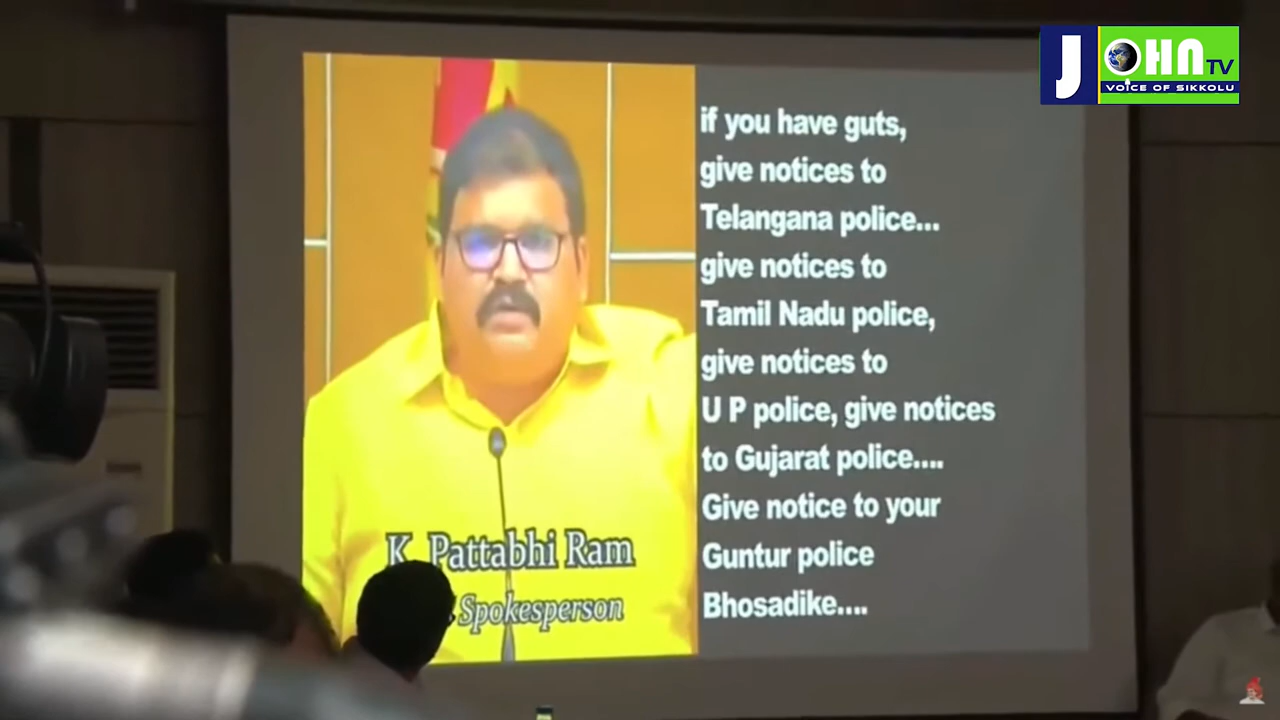 JOHN TV
VOICE OF SIKKOLU
if you have guts,
give notices to
Telangana police...
give notices to
Tamil Nadu police,
give notices to
U P police, give notices
to Gujarat police....
Give notice to your
Guntur police
Bhosadike....
K. Pattabhi Ram
Spokesperson